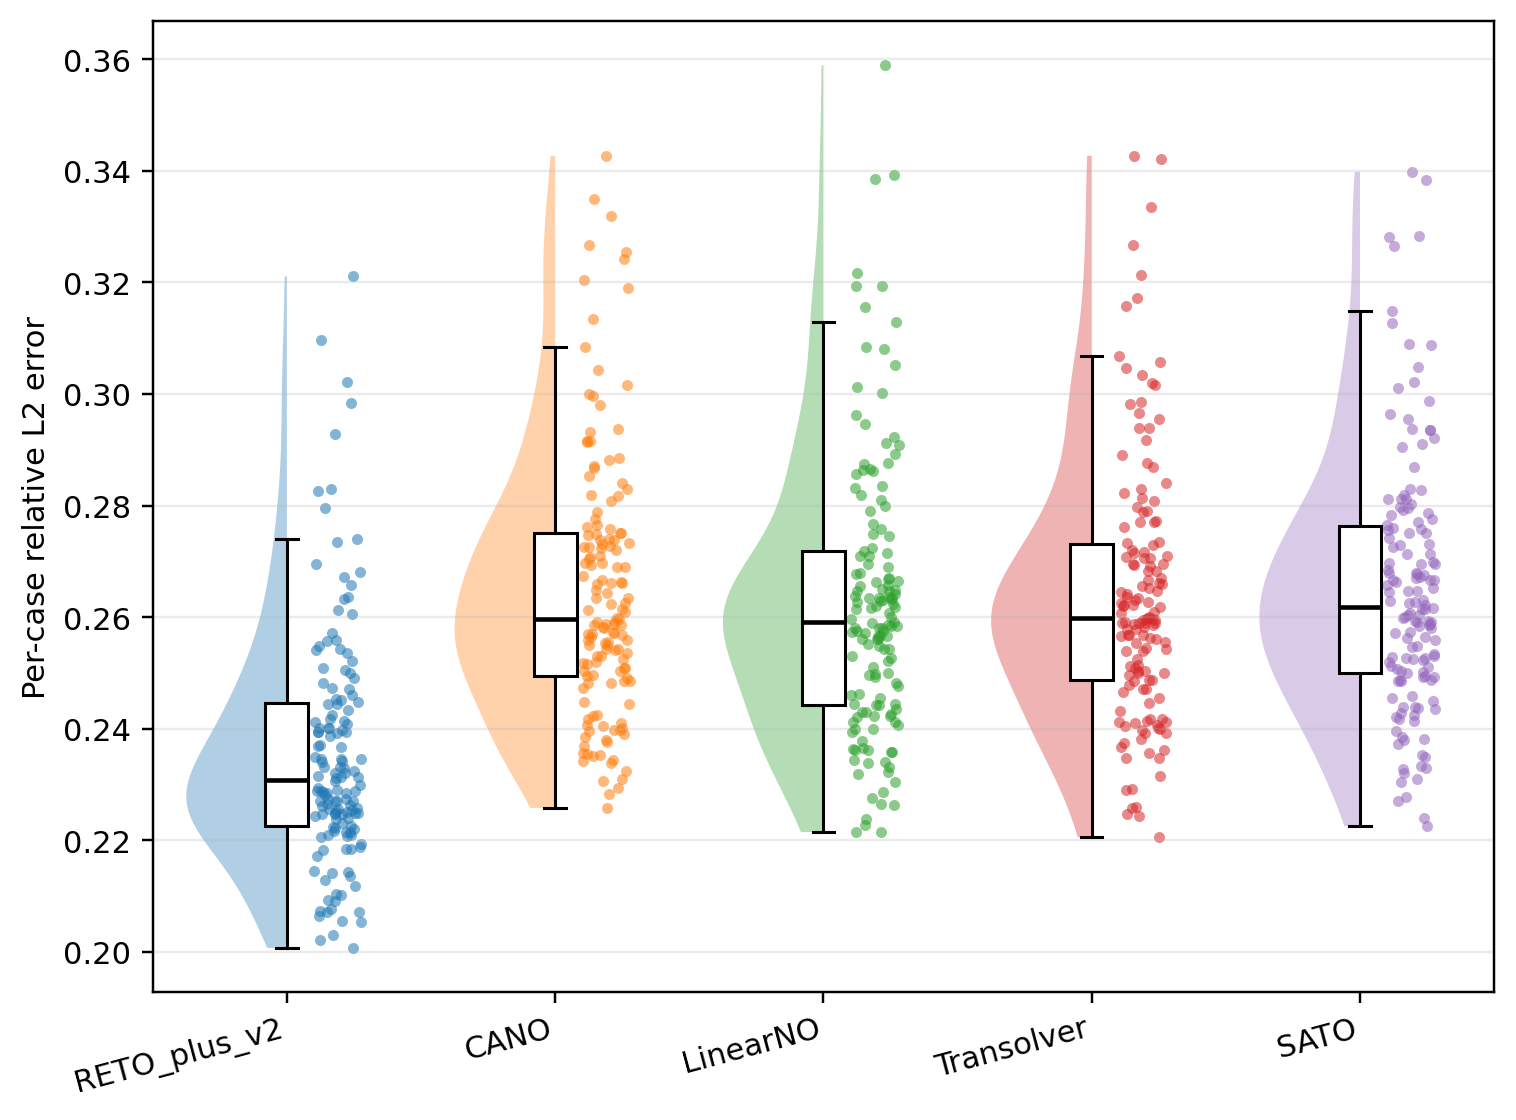 Per-case relative L2 error
0.36
0.34
0.32
0.30
0.28
0.26
0.24
0.22
0.20
RETO_plus_v2
CANO
LinearNO
Transolver
SATO